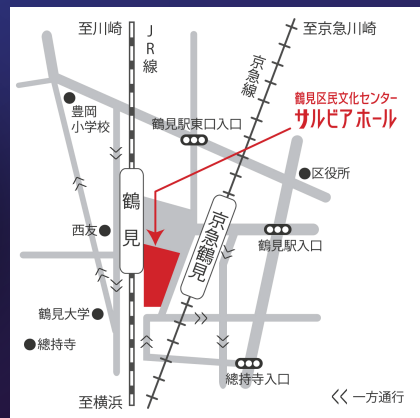 至川崎
JR線
至京急川崎
京急線
鶴見区民文化センター
サルビアホール
豊岡
小学校
鶴見駅東口入口
区役所
鶴見
西友
京急鶴見
鶴見駅入口
鶴見大学
總持寺
總持寺入口
至横浜
一方通行